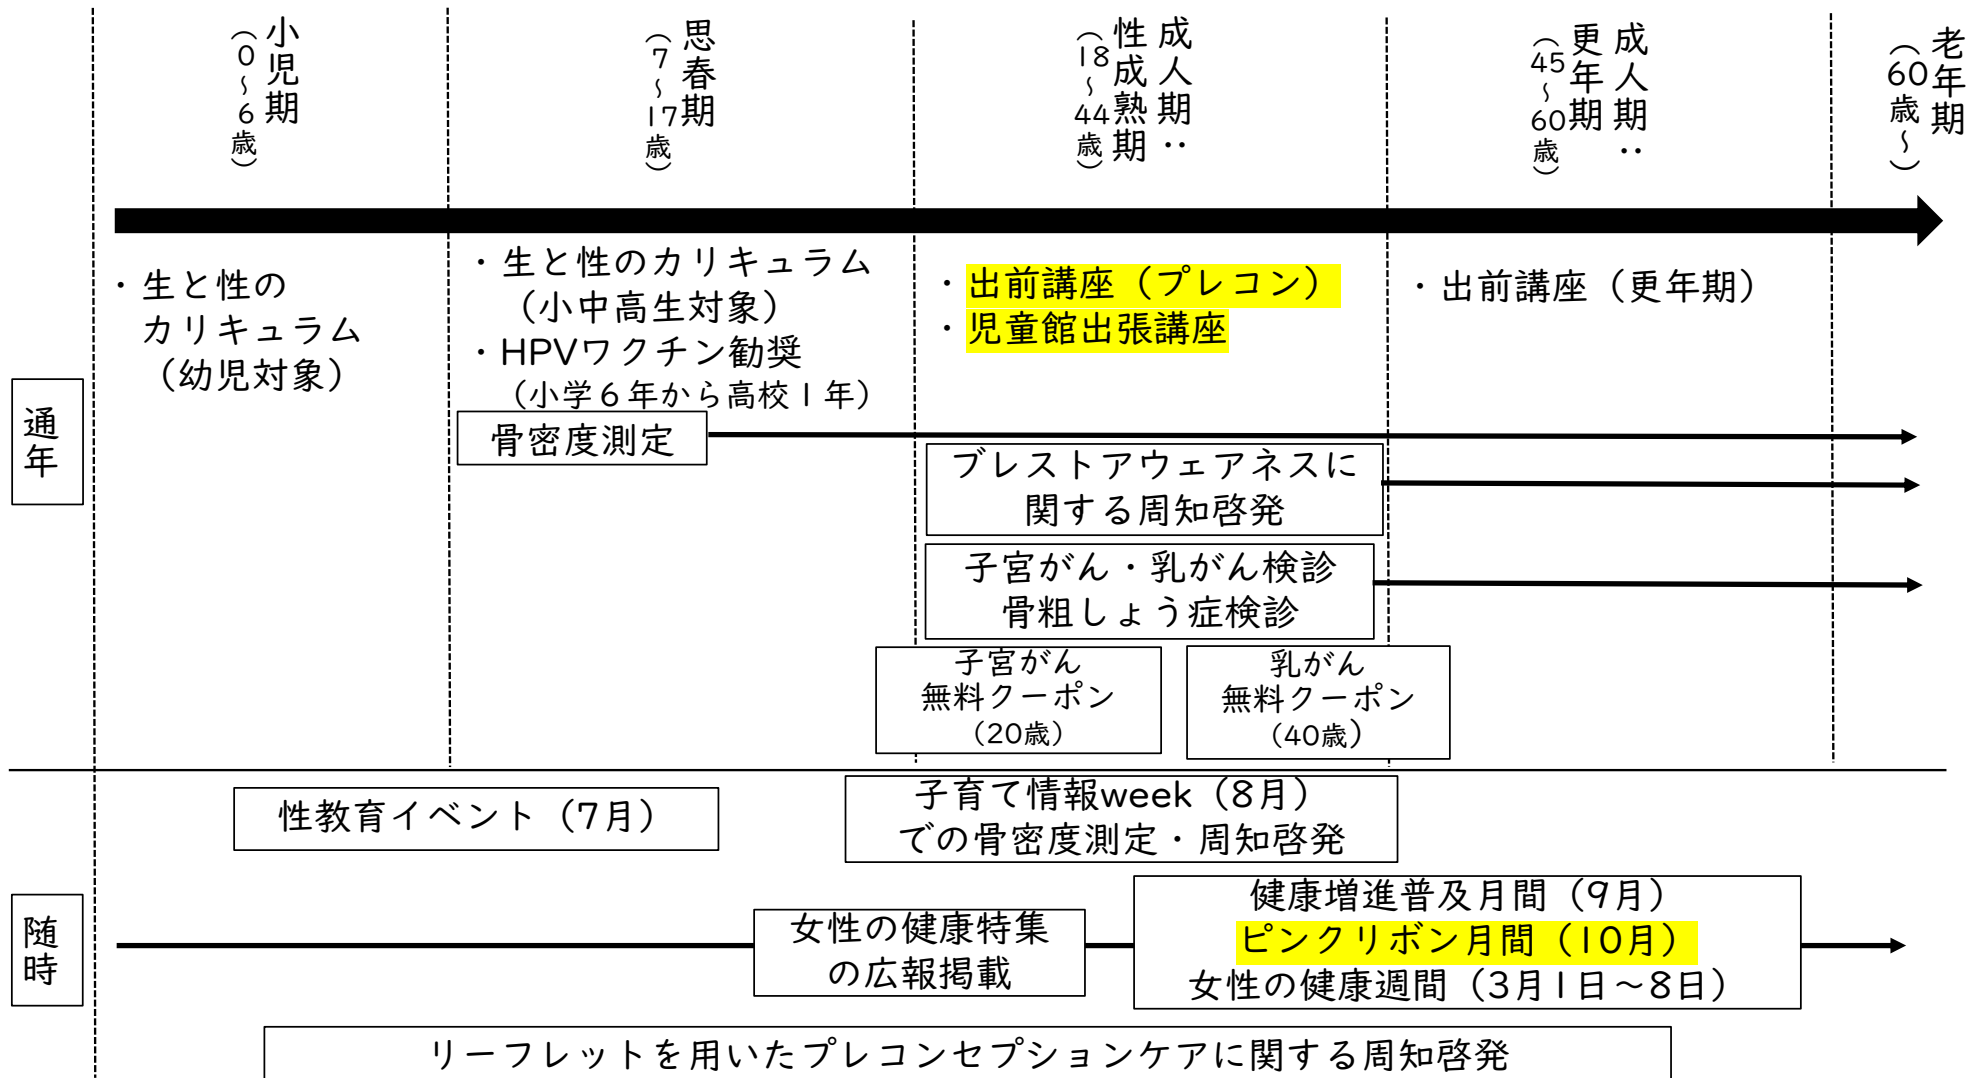 小児期
（0～6歳）
思春期
（7～17歳）
成人期：
性成熟期
（18～44歳）
成人期：
更年期
（45～60歳）
老年期
（60歳～）
通年
・生と性の
カリキュラム
（幼児対象）
・生と性のカリキュラム
（小中高生対象）
・HPVワクチン勧奨
（小学６年から高校１年）
・出前講座（プレコン）
・児童館出張講座
・出前講座（更年期）
骨密度測定
ブレストアウェアネスに
関する周知啓発
子宮がん・乳がん検診
骨粗しょう症検診
子宮がん
無料クーポン
（20歳）
乳がん
無料クーポン
（40歳）
随時
性教育イベント（7月）
子育て情報week（8月）
での骨密度測定・周知啓発
女性の健康特集
の広報掲載
健康増進普及月間（9月）
ピンクリボン月間（10月）
女性の健康週間（3月1日～8日）
リーフレットを用いたプレコンセプションケアに関する周知啓発